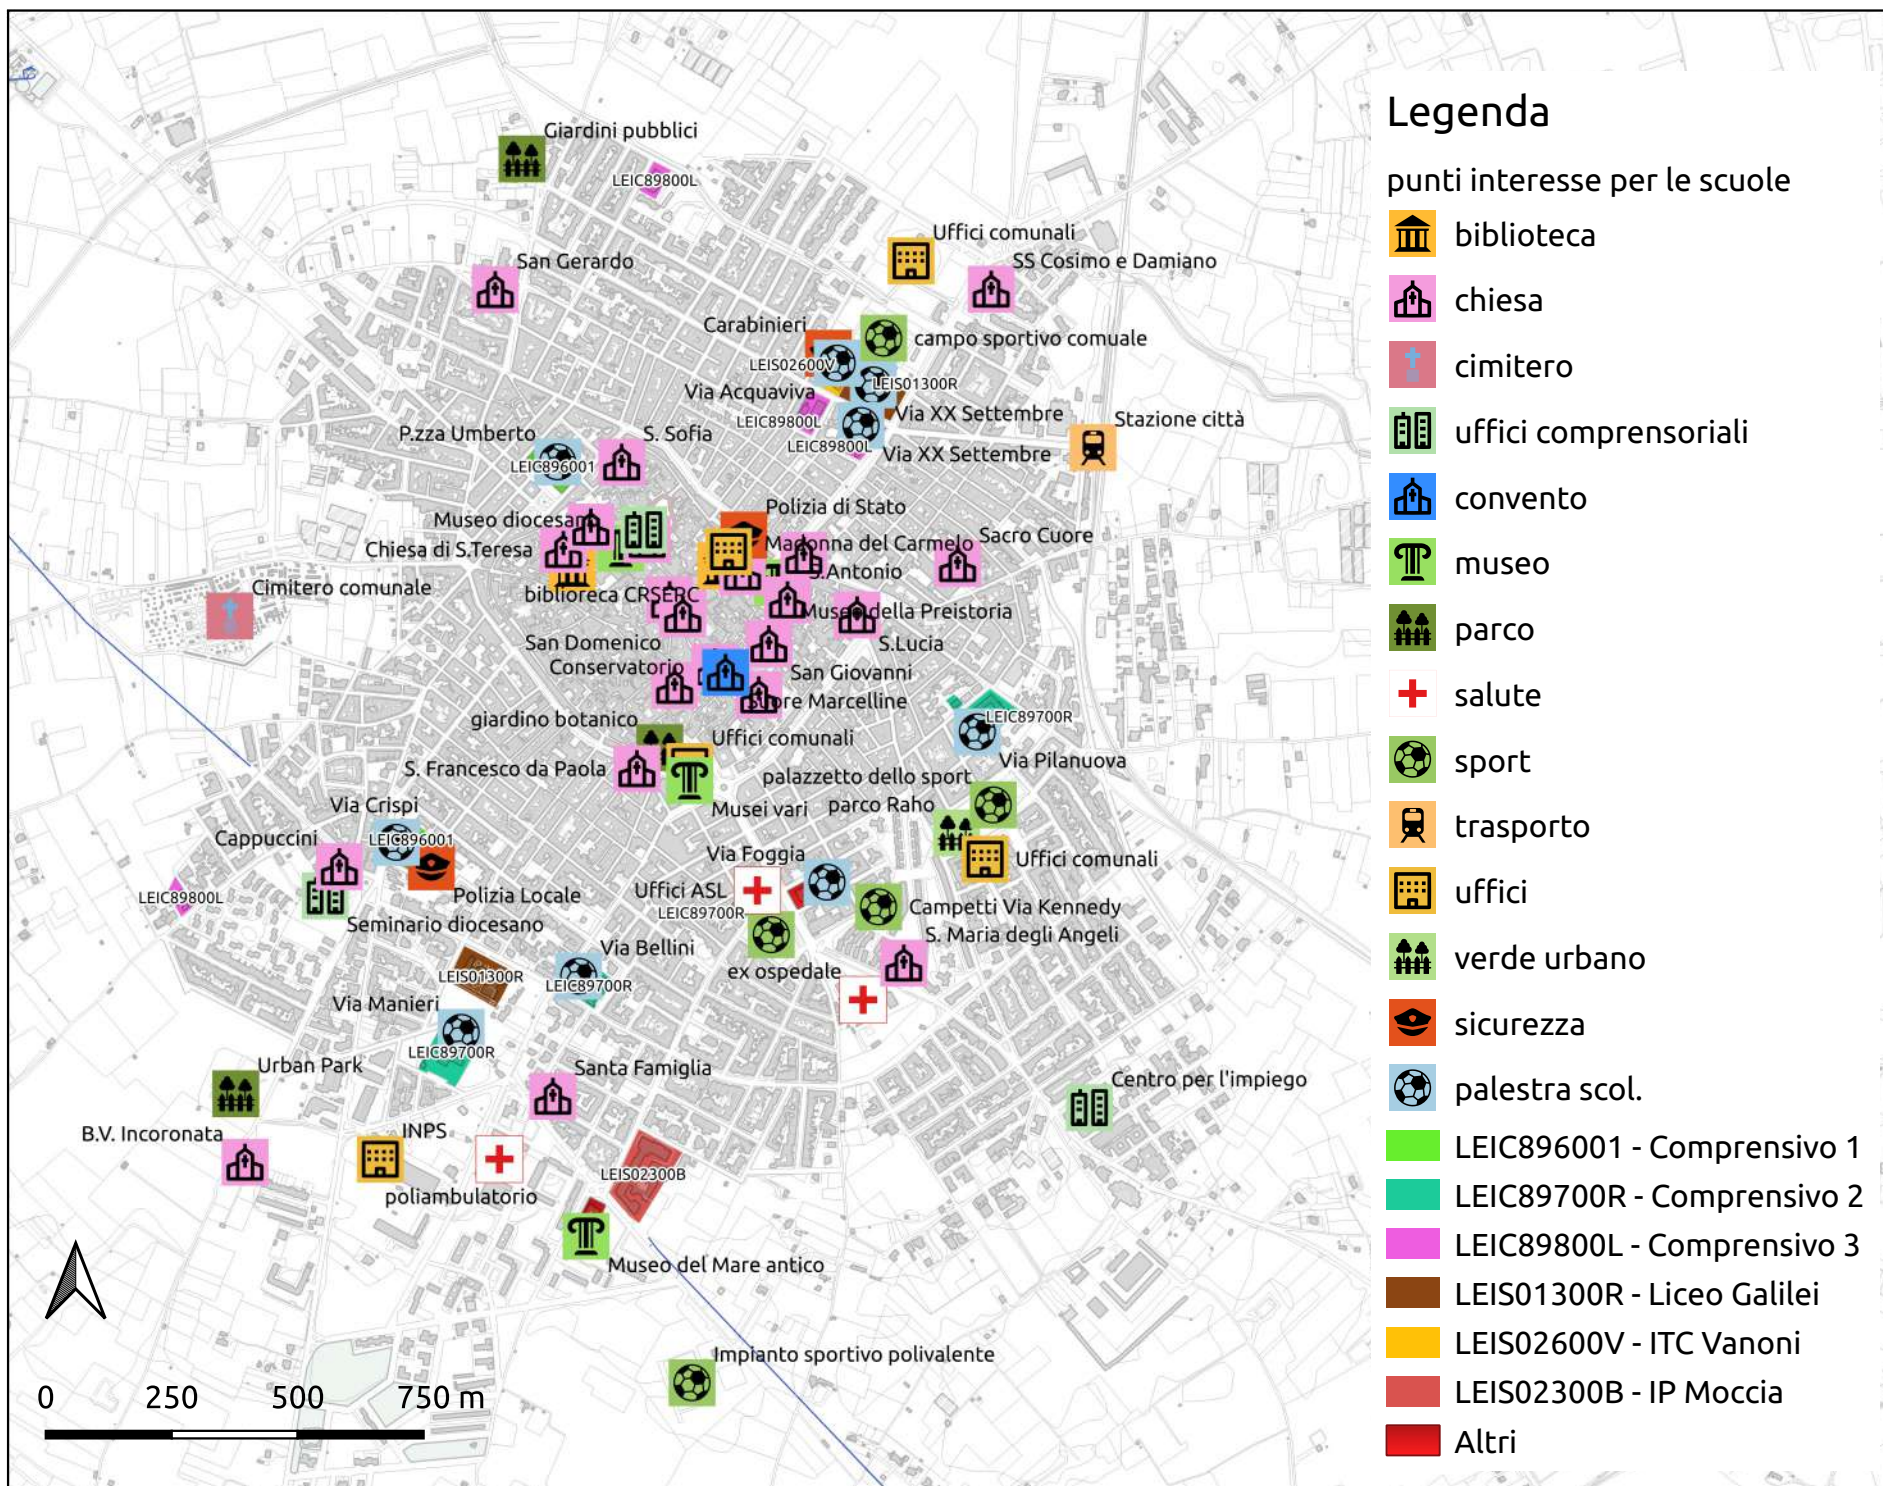 Giardini pubblici
LEIC89800L
Uffici comunali
San Gerardo
SS Cosimo e Damiano
Carabinieri
campo sportivo comuale
LEIS02600V
LEIS01300R
Via Acquaviva
Via XX Settembre
LEIC89800L
Stazione città
P.zza Umberto
S. Sofia
LEIC89800L
Via XX Settembre
LEIC896001
Polizia di Stato
Museo diocesano
Chiesa di S.Teresa
Madonna del Carmelo
Sacro Cuore
S.Antonio
Cimitero comunale
biblioteca CRSERC
Museo della Preistoria
San Domenico
S.Lucia
Conservatorio
San Giovanni
Suore Marcelline
giardino botanico
LEIC89700R
Uffici comunali
S. Francesco da Paola
Via Pilanuova
palazzetto dello sport
Via Crispi
Musei vari
parco Raho
Cappuccini
LEIC896001
Via Foggia
Uffici comunali
LEIC89800L
Polizia Locale
Uffici ASL
LEIC89700R
Campetti Via Kennedy
Seminario diocesano
S. Maria degli Angeli
Via Bellini
LEIS01300R
LEIC89700R
ex ospedale
Via Manieri
LEIC89700R
Urban Park
Santa Famiglia
Centro per l'impiego
B.V. Incoronata
INPS
LEIS02300B
poliambulatorio
Museo del Mare antico
Impianto sportivo polivalente
0 250 500 750 m
Legenda
punti interesse per le scuole
biblioteca
chiesa
cimitero
uffici comprensoriali
convento
museo
parco
salute
sport
trasporto
uffici
verde urbano
sicurezza
palestra scol.
LEIC896001 - Comprensivo 1
LEIC89700R - Comprensivo 2
LEIC89800L - Comprensivo 3
LEIS01300R - Liceo Galilei
LEIS02600V - ITC Vanoni
LEIS02300B - IP Moccia
Altri